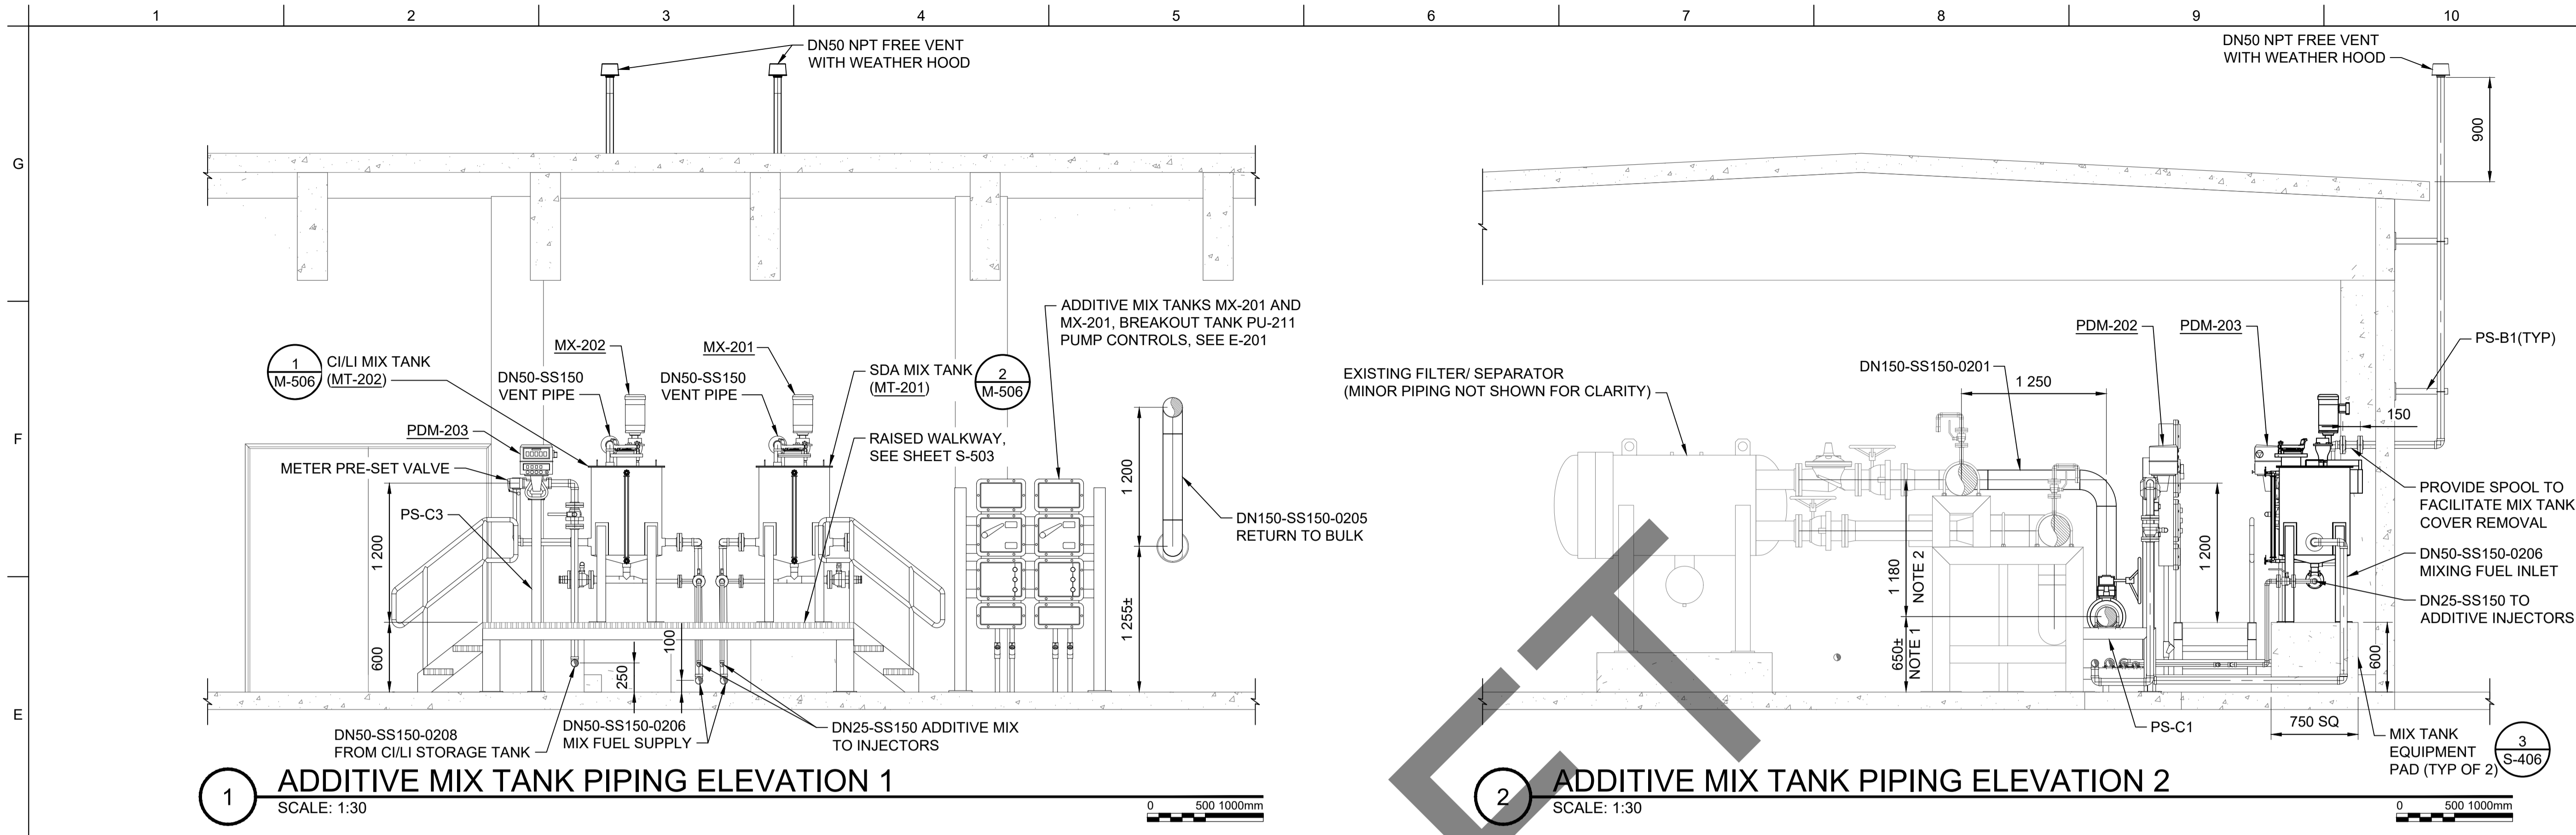 1 2 3 4 5 6 7 8 9 10
G
F
E
DN50 NPT FREE VENT
WITH WEATHER HOOD
ADDITIVE MIX TANKS MX-201 AND
MX-201, BREAKOUT TANK PU-211
PUMP CONTROLS, SEE E-201
1
M-506
CI/LI MIX TANK
(MT-202)
MX-202
MX-201
DN50-SS150
VENT PIPE
DN50-SS150
VENT PIPE
SDA MIX TANK
(MT-201)
2
M-506
PDM-203
RAISED WALKWAY,
SEE SHEET S-503
METER PRE-SET VALVE
PS-C3
1 200
600
250
100
1 200
1 255±
DN150-SS150-0205
RETURN TO BULK
DN50-SS150-0208
FROM CI/LI STORAGE TANK
DN50-SS150-0206
MIX FUEL SUPPLY
DN25-SS150 ADDITIVE MIX
TO INJECTORS
1
ADDITIVE MIX TANK PIPING ELEVATION 1
SCALE: 1:30
0 500 1000mm
DN50 NPT FREE VENT
WITH WEATHER HOOD
900
PDM-202
PDM-203
PS-B1(TYP)
EXISTING FILTER/ SEPARATOR
(MINOR PIPING NOT SHOWN FOR CLARITY)
DN150-SS150-0201
1 250
150
1 180
NOTE 2
650±
NOTE 1
1 200
600
PROVIDE SPOOL TO
FACILITATE MIX TANK
COVER REMOVAL
DN50-SS150-0206
MIXING FUEL INLET
DN25-SS150 TO
ADDITIVE INJECTORS
PS-C1
750 SQ
MIX TANK
EQUIPMENT
PAD (TYP OF 2)
3
S-406
2
ADDITIVE MIX TANK PIPING ELEVATION 2
SCALE: 1:30
0 500 1000mm